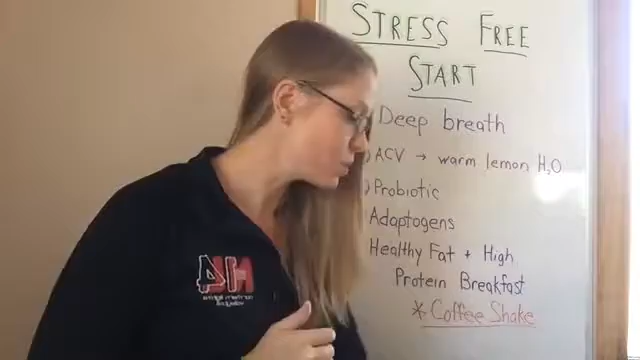 STRESS FREE
START
Deep breath
) ACV → warm lemon H₂O
) Probiotic
Adaptogens
Healthy Fat + High
Protein Breakfast
* Coffee Shake